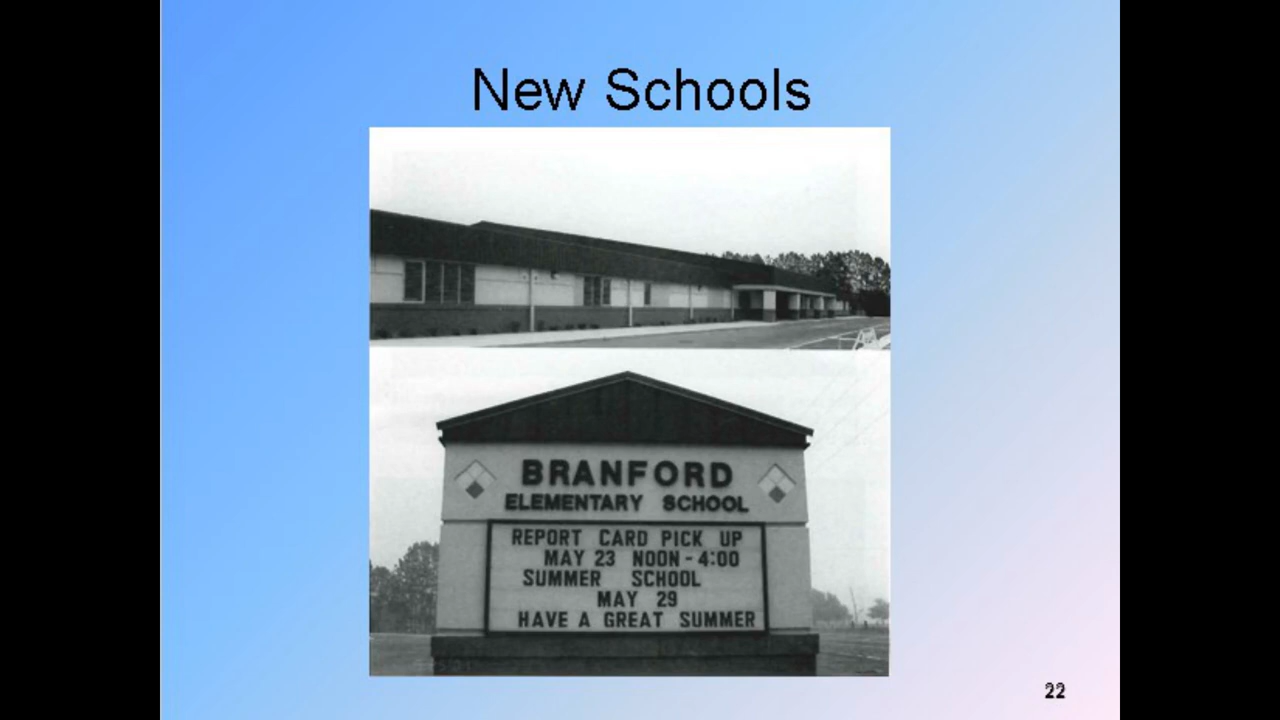 New Schools
BRANFORD
ELEMENTARY SCHOOL
REPORT CARD PICK UP
MAY 23 NOON - 4:00
SUMMER SCHOOL
MAY 29
HAVE A GREAT SUMMER
22